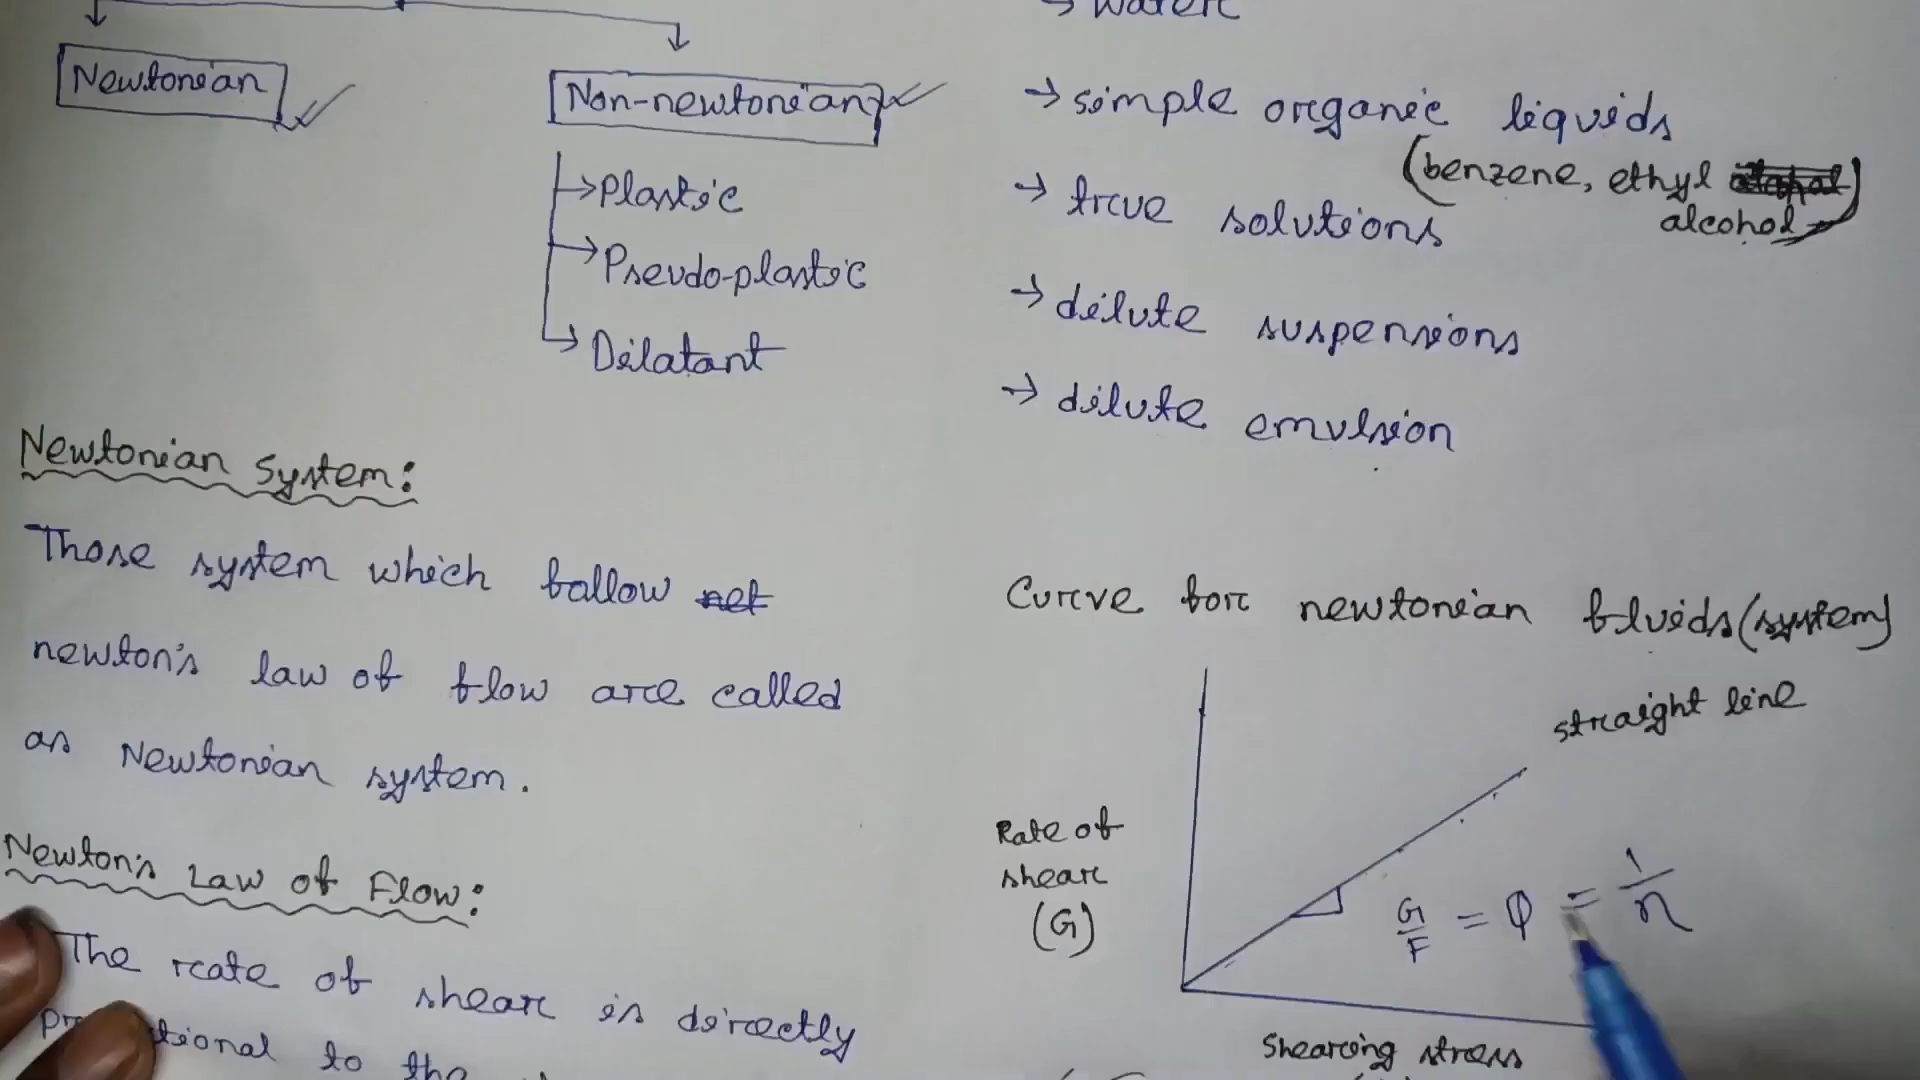 Newtonian
Non-newtonian
→Plastic
→Pseudo-plastic
→Dilatant
Newtonian System:
Those system which follow
newton's law of flow are called
as Newtonian system.
Newton's Law of Flow:
The rate of shear is directly
to the
→ water
→ simple organic liquids
(benzene, ethyl
alcohol)
→ true solutions
→ dilute suspensions
→ dilute emulsion
Curve for newtonian fluids (system)
straight line
Rate of
shear
(G)
G/F = φ = 1/η
Shearing stress